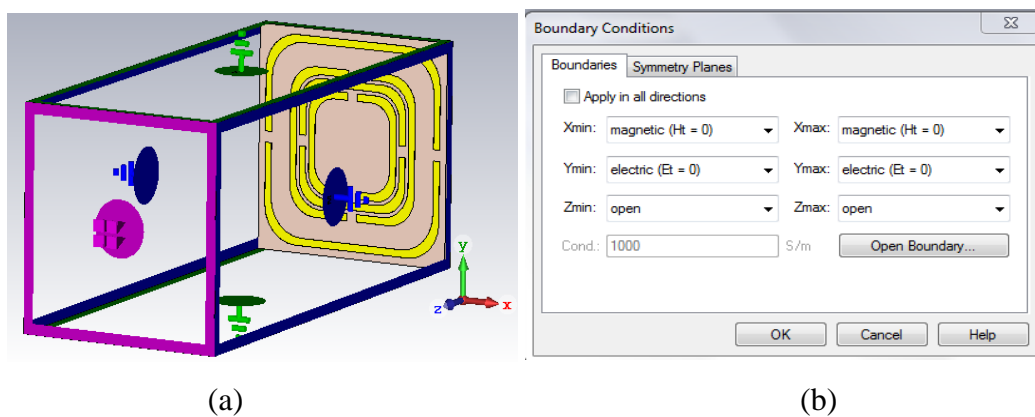 y
z
x
Boundary Conditions
Boundaries Symmetry Planes
Apply in all directions
Xmin: magnetic (Ht = 0) Xmax: magnetic (Ht = 0)
Ymin: electric (Et = 0) Ymax: electric (Et = 0)
Zmin: open Zmax: open
Cond.: 1000 S/m Open Boundary...
OK Cancel Help
(a) (b)